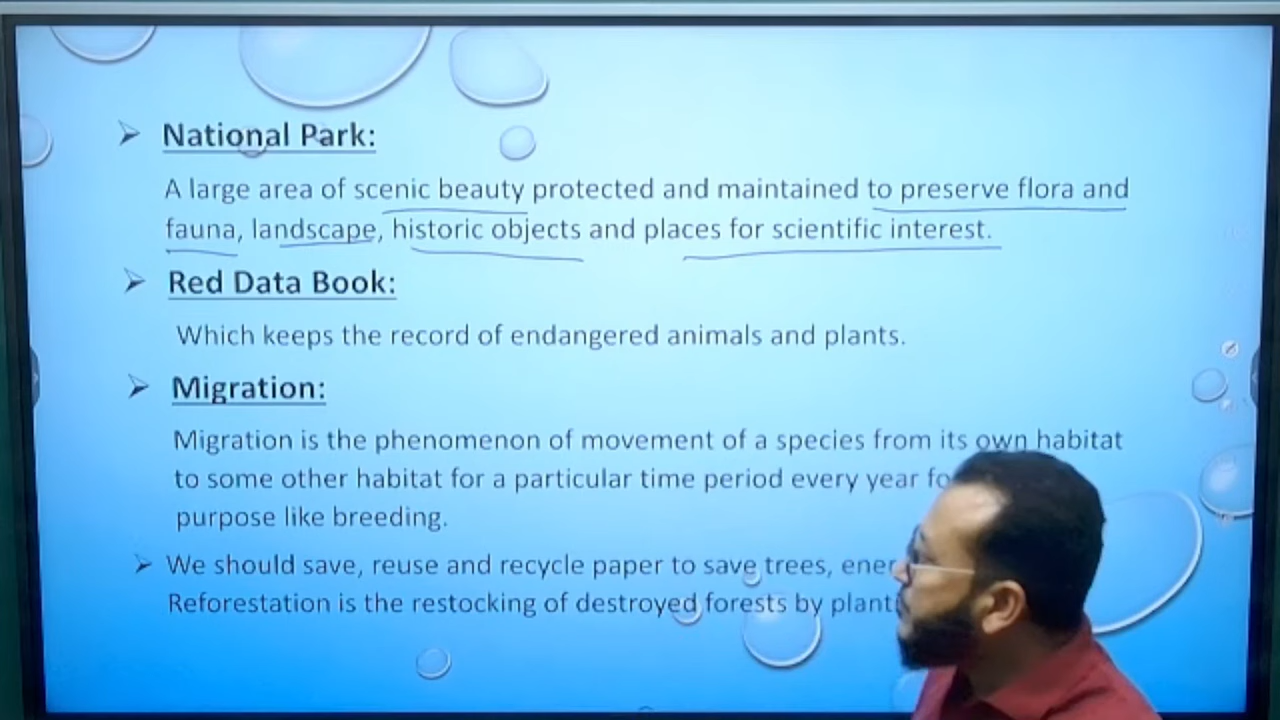 ➢ National Park:
A large area of scenic beauty protected and maintained to preserve flora and
fauna, landscape, historic objects and places for scientific interest.
➢ Red Data Book:
Which keeps the record of endangered animals and plants.
➢ Migration:
Migration is the phenomenon of movement of a species from its own habitat
to some other habitat for a particular time period every year
purpose like breeding.
➢ We should save, reuse and recycle paper to save trees,
Reforestation is the restocking of destroyed forests by